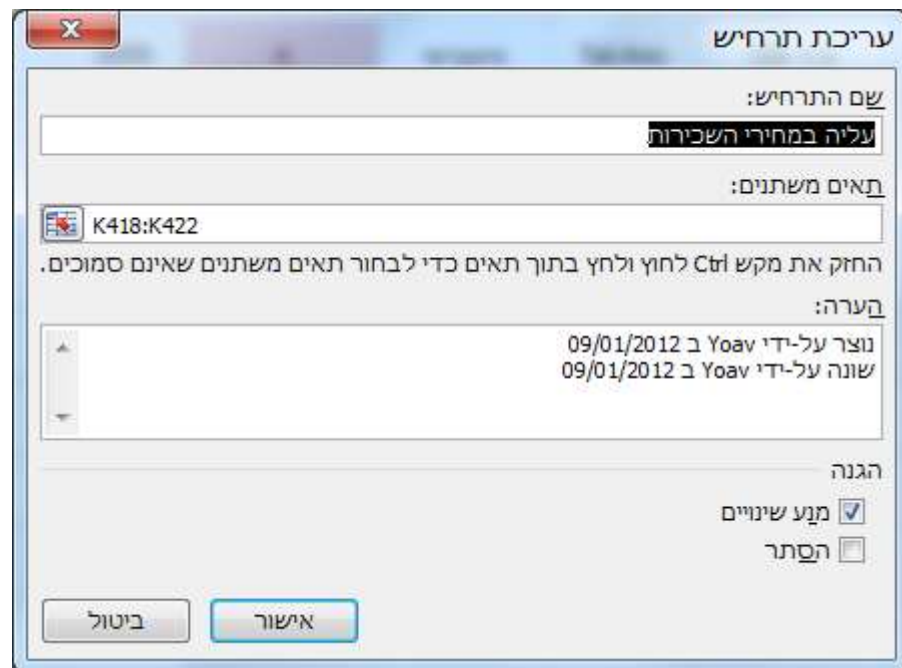 עריכת תרחיש
שם התרחיש:
עליה במחירי השכירות
תאים משתנים:
K418:K422
החזק את מקש Ctrl לחוץ ולחץ בתוך תאים כדי לבחור תאים משתנים שאינם סמוכים.
הערה:
נוצר על-ידי Yoav ב 09/01/2012
שונה על-ידי Yoav ב 09/01/2012
הגנה
מנע שינויים
הסתר
אישור
ביטול